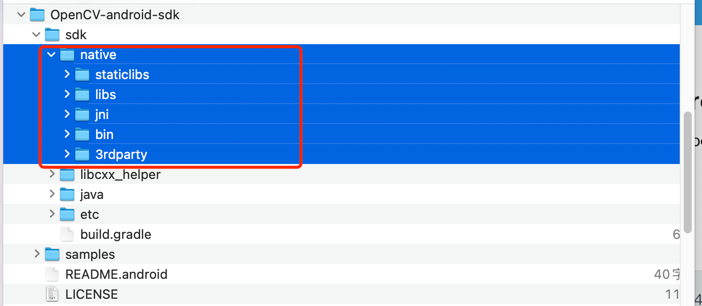 OpenCV-android-sdk
sdk
native
staticlibs
libs
jni
bin
3rdparty
libcxx_helper
java
etc
build.gradle 6
samples
README.android 40字
LICENSE 11